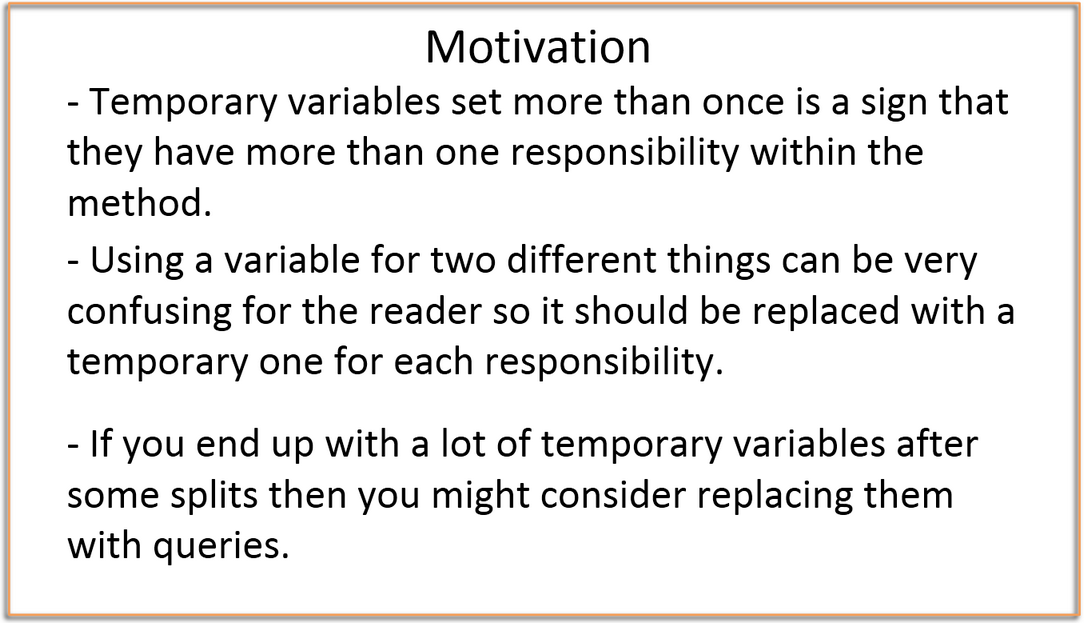 Motivation
- Temporary variables set more than once is a sign that
they have more than one responsibility within the
method.
- Using a variable for two different things can be very
confusing for the reader so it should be replaced with a
temporary one for each responsibility.
- If you end up with a lot of temporary variables after
some splits then you might consider replacing them
with queries.